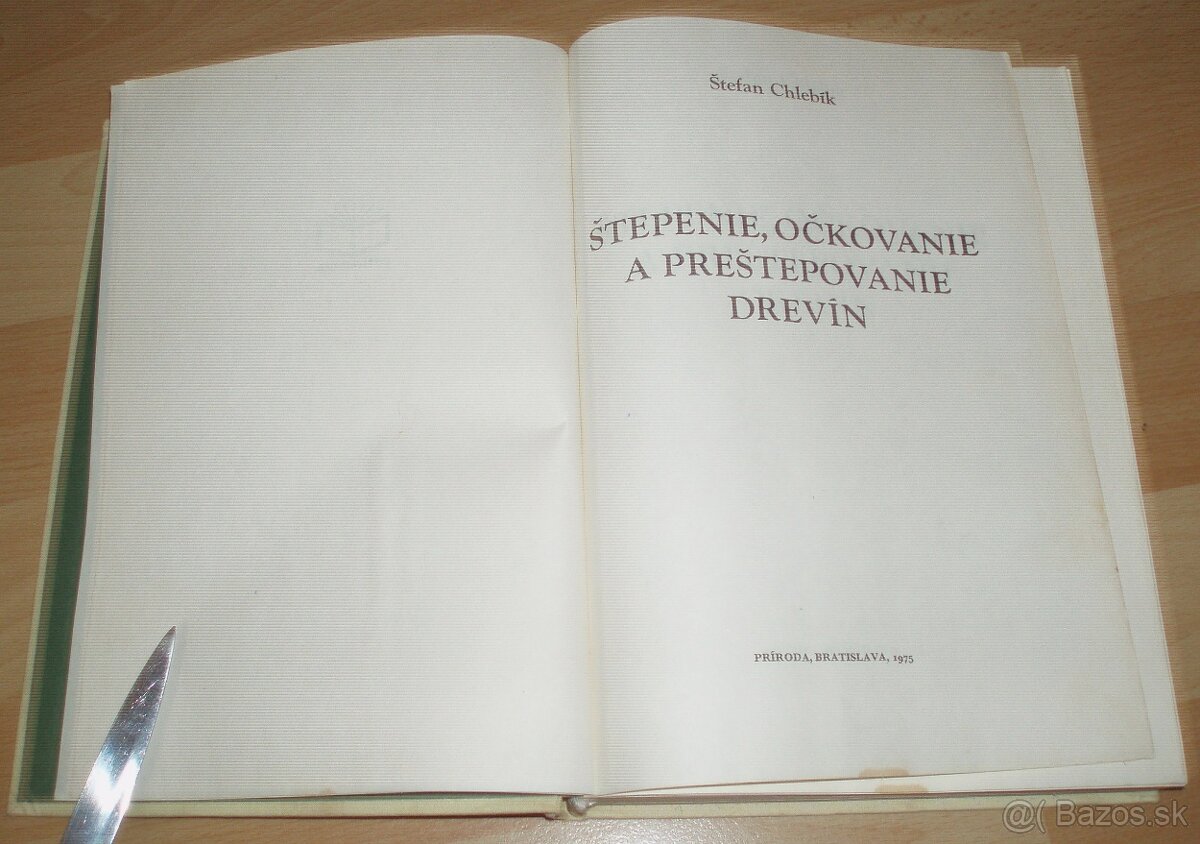 Štefan Chlebík
ŠTEPENIE, OČKOVANIE
A PREŠTEPOVANIE
DREVÍN
PRÍRODA, BRATISLAVA, 1975
@( Bazos.sk